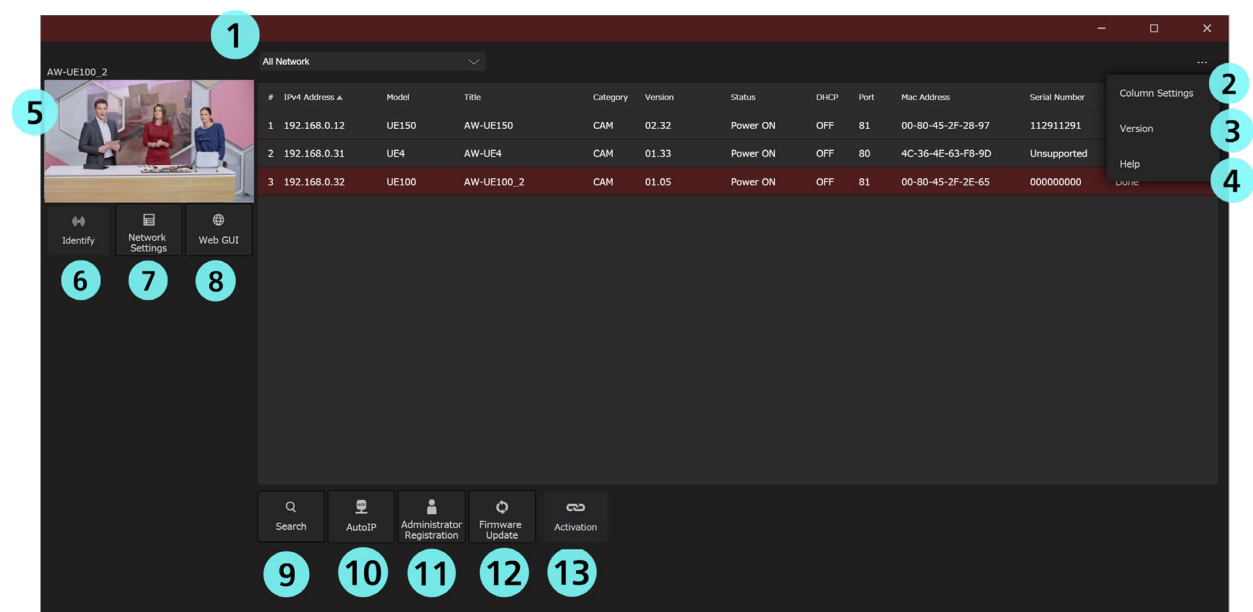 1
All Network
...
AW-UE100_2
5
# IPv4 Address ▲ Model Title Category Version Status DHCP Port Mac Address Serial Number
1 192.168.0.12 UE150 AW-UE150 CAM 02.32 Power ON OFF 81 00-80-45-2F-28-97 112911291
2 192.168.0.31 UE4 AW-UE4 CAM 01.33 Power ON OFF 80 4C-36-4E-63-F8-9D Unsupported
3 192.168.0.32 UE100 AW-UE100_2 CAM 01.05 Power ON OFF 81 00-80-45-2F-2E-65 000000000 Done
Column Settings 2
Version 3
Help 4
Identify
Network
Settings
Web GUI
6 7 8
Search
AutoIP
Administrator
Registration
Firmware
Update
Activation
9 10 11 12 13